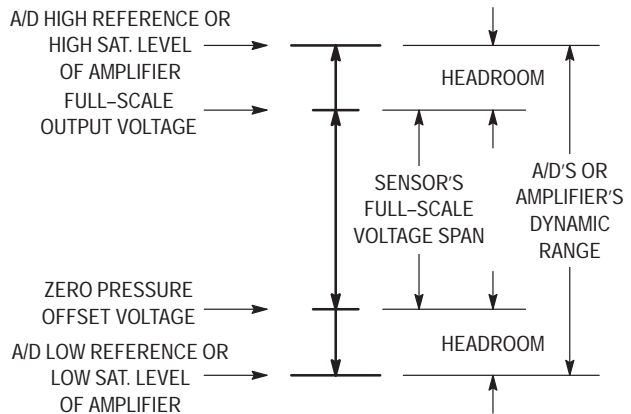 A/D HIGH REFERENCE OR
HIGH SAT. LEVEL
OF AMPLIFIER
FULL–SCALE
OUTPUT VOLTAGE
HEADROOM
SENSOR'S
FULL–SCALE
VOLTAGE SPAN
A/D'S OR
AMPLIFIER'S
DYNAMIC
RANGE
ZERO PRESSURE
OFFSET VOLTAGE
HEADROOM
A/D LOW REFERENCE OR
LOW SAT. LEVEL
OF AMPLIFIER